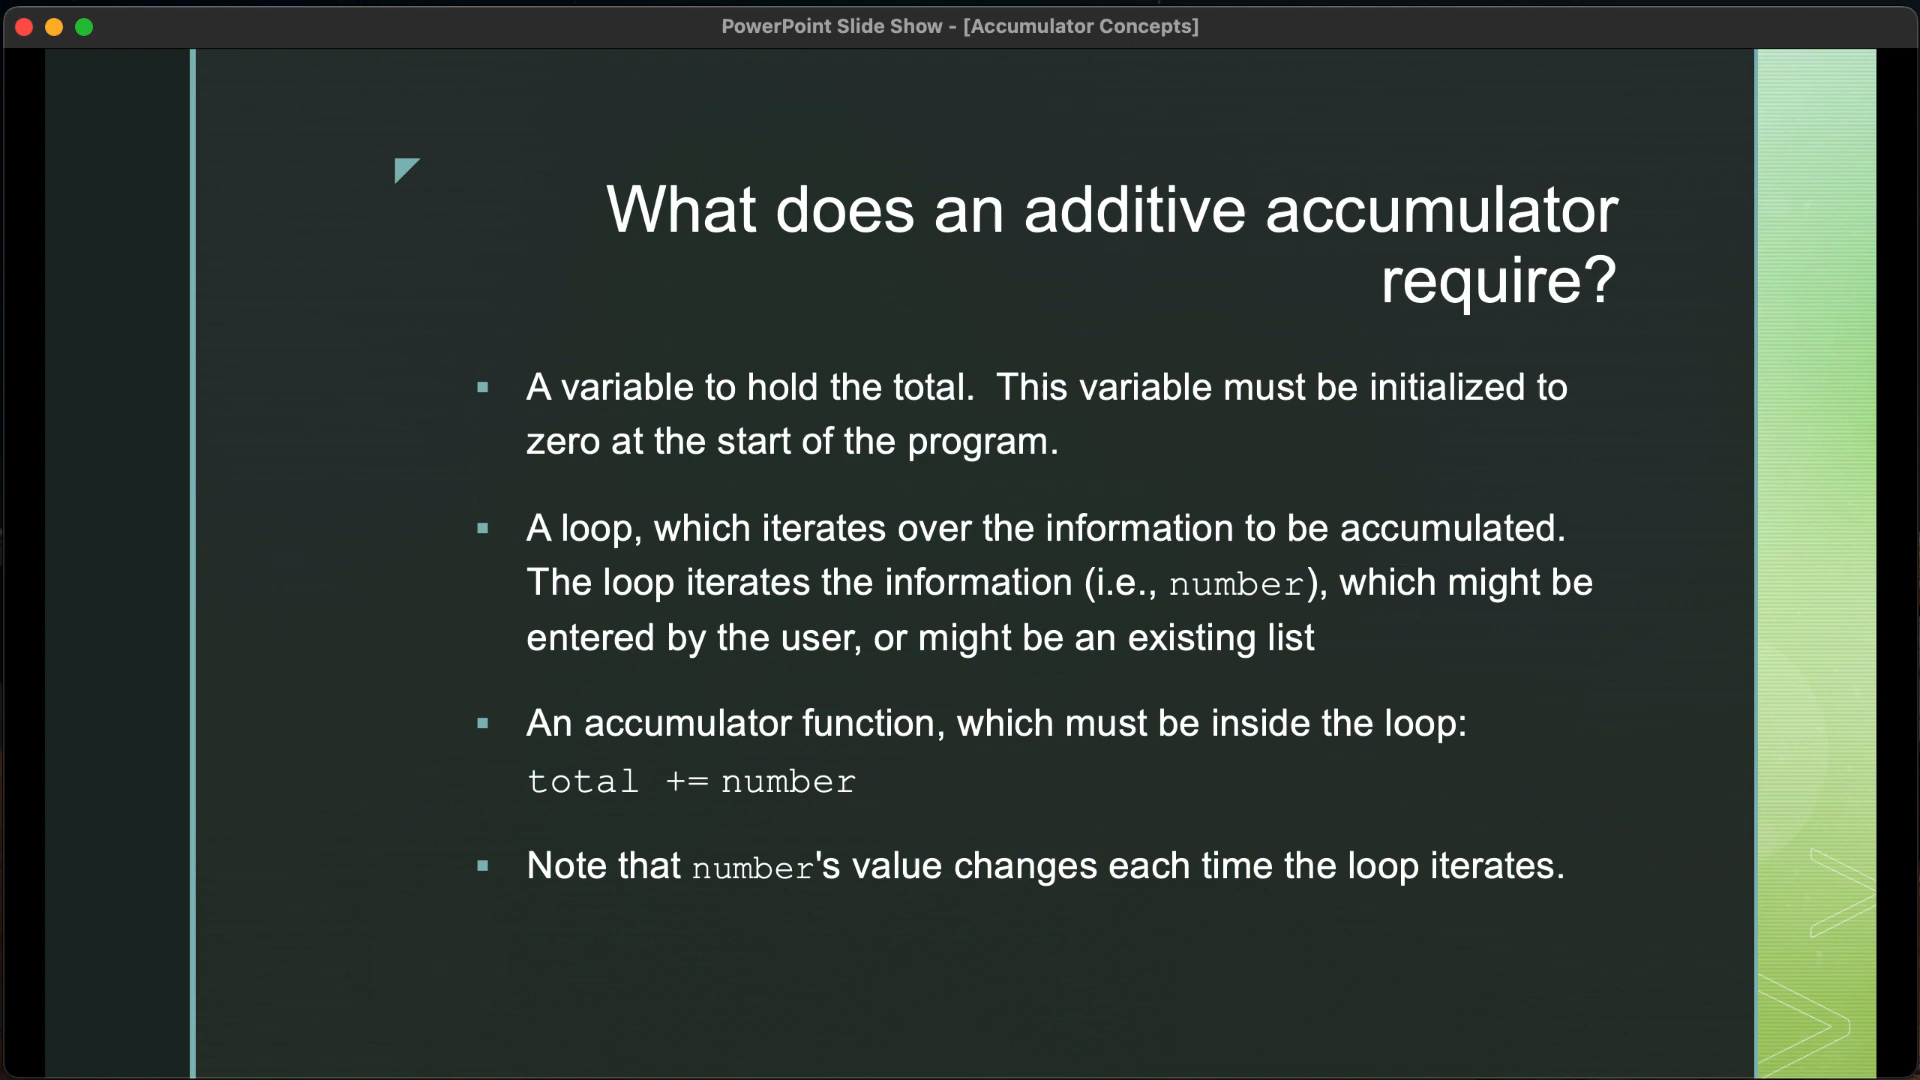 PowerPoint Slide Show - [Accumulator Concepts]
What does an additive accumulator
require?
▪ A variable to hold the total.  This variable must be initialized to
zero at the start of the program.
▪ A loop, which iterates over the information to be accumulated.
The loop iterates the information (i.e., number), which might be
entered by the user, or might be an existing list
▪ An accumulator function, which must be inside the loop:
total += number
▪ Note that number's value changes each time the loop iterates.